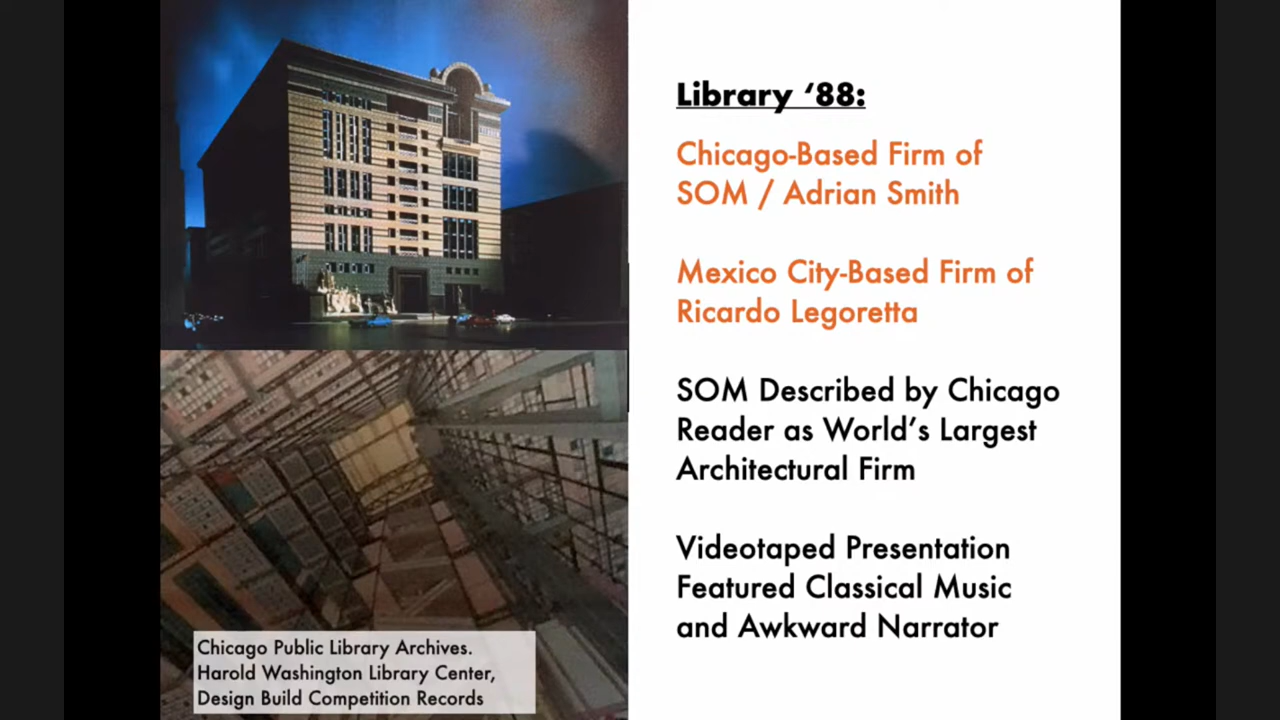 Library ‘88:
Chicago-Based Firm of
SOM / Adrian Smith
Mexico City-Based Firm of
Ricardo Legoretta
SOM Described by Chicago
Reader as World’s Largest
Architectural Firm
Videotaped Presentation
Featured Classical Music
and Awkward Narrator
Chicago Public Library Archives.
Harold Washington Library Center,
Design Build Competition Records